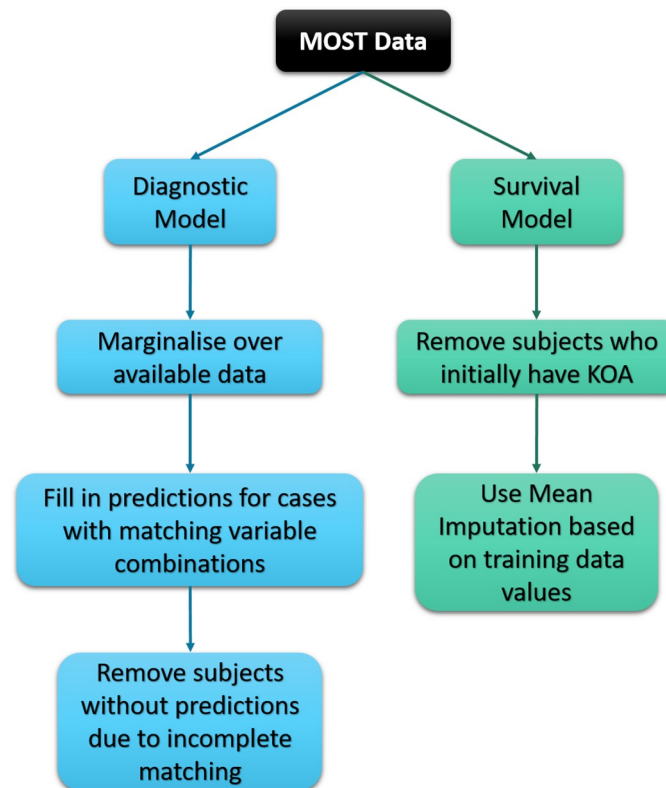 MOST Data
Diagnostic
Model
Survival
Model
Marginalise over
available data
Remove subjects who
initially have KOA
Fill in predictions for cases
with matching variable
combinations
Use Mean
Imputation based
on training data
values
Remove subjects
without predictions
due to incomplete
matching